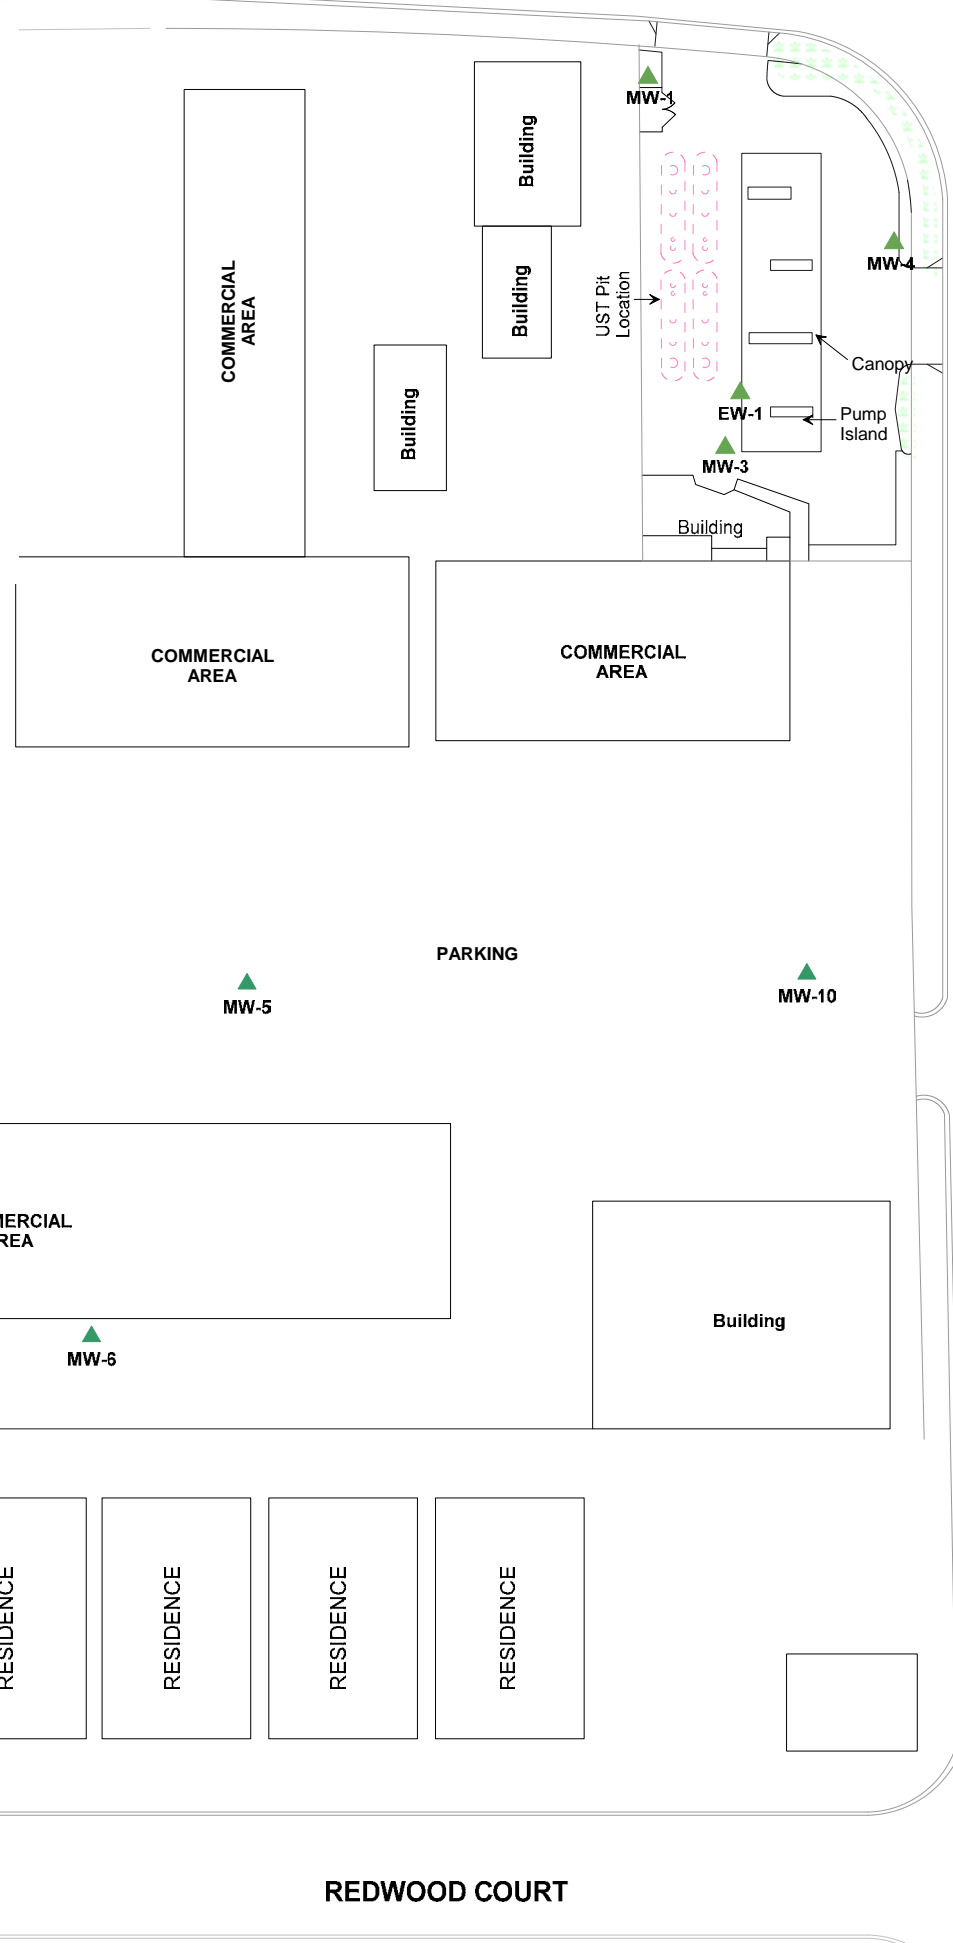 MW-1
Building
COMMERCIAL
AREA
Building
UST Pit
Location
MW-4
Canopy
Building
EW-1
Pump
Island
MW-3
Building
COMMERCIAL
AREA
COMMERCIAL
AREA
PARKING
MW-5
MW-10
MERCIAL
REA
Building
MW-6
RESIDENCE
RESIDENCE
RESIDENCE
RESIDENCE
REDWOOD COURT